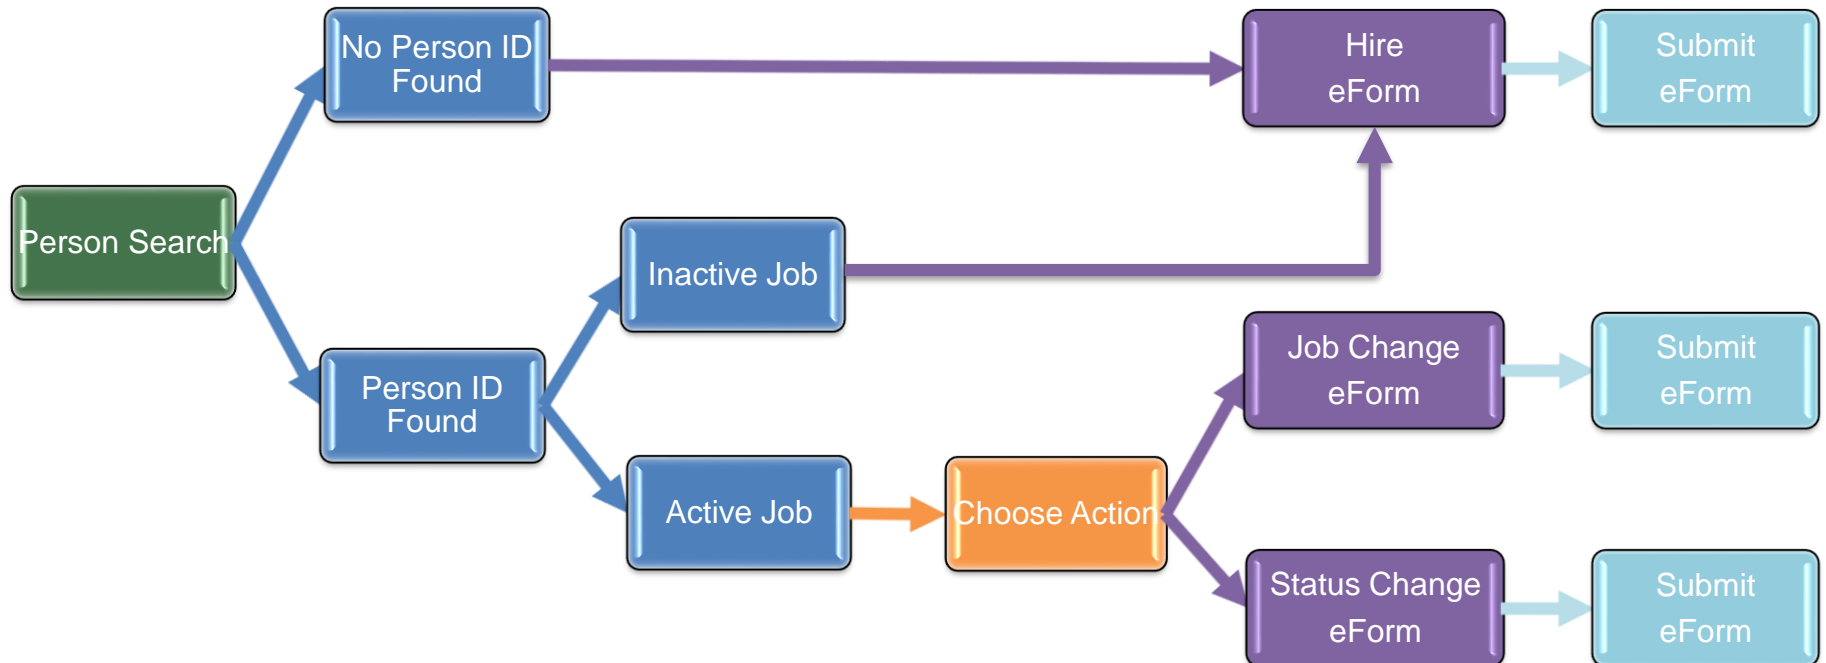 No Person ID
Found
Hire
eForm
Submit
eForm
Person Search
Inactive Job
Person ID
Found
Job Change
eForm
Submit
eForm
Active Job
Choose Action
Status Change
eForm
Submit
eForm